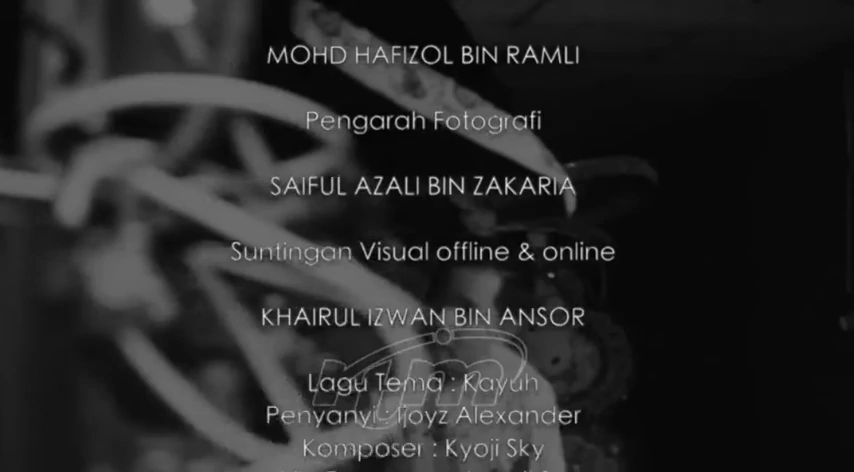 MOHD HAFIZOL BIN RAMLI
Pengarah Fotografi
SAIFUL AZALI BIN ZAKARIA
Suntingan Visual offline & online
KHAIRUL IZWAN BIN ANSOR
Lagu Tema : Kayuh
Penyanyi : Ijoyz Alexander
Komposer : Kyoji Sky